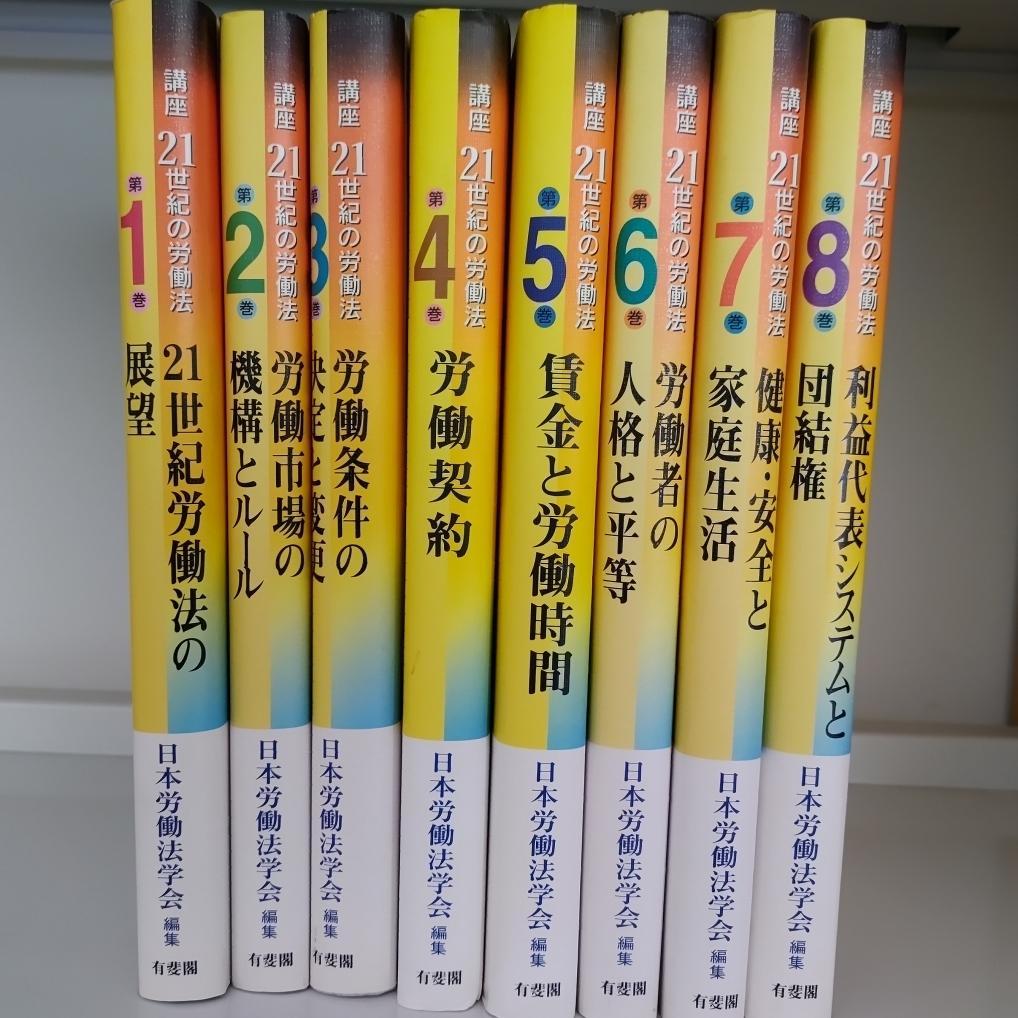 講座
21世紀の労働法
第
1
巻
21世紀労働法の
展望
日本労働法学会
編集
有斐閣
講座
21世紀の労働法
第
2
巻
労働市場の
機構とルール
日本労働法学会
編集
有斐閣
講座
21世紀の労働法
第
3
巻
労働条件の
決定と変更
日本労働法学会
編集
有斐閣
講座
21世紀の労働法
第
4
巻
労働契約
日本労働法学会
編集
有斐閣
講座
21世紀の労働法
第
5
巻
賃金と労働時間
日本労働法学会
編集
有斐閣
講座
21世紀の労働法
第
6
巻
労働者の
人格と平等
日本労働法学会
編集
有斐閣
講座
21世紀の労働法
第
7
巻
健康・安全と
家庭生活
日本労働法学会
編集
有斐閣
講座
21世紀の労働法
第
8
巻
利益代表システムと
団結権
日本労働法学会
編集
有斐閣